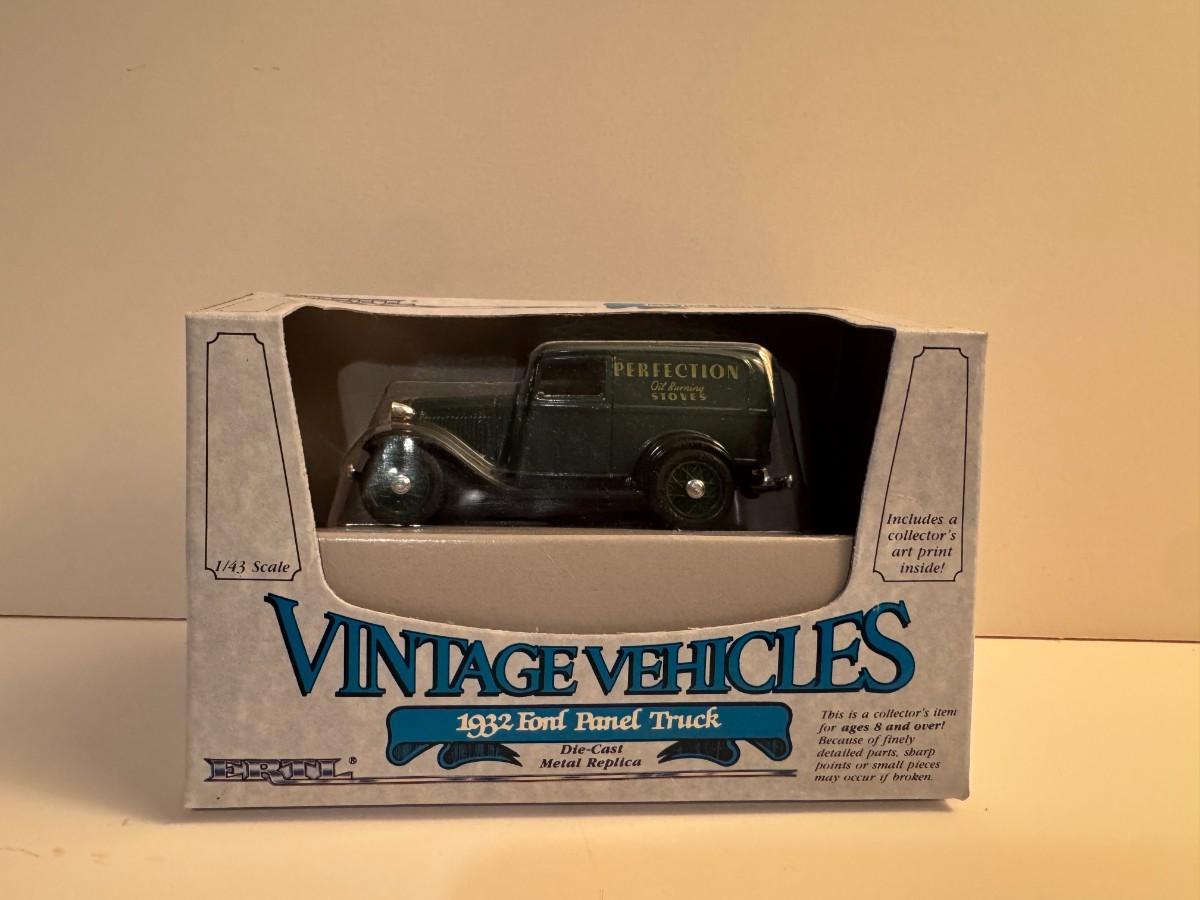 PERFECTION
Oil Burning
STOVES
1/43 Scale
Includes a
collector's
art print
inside!
VINTAGE VEHICLES
1932 Ford Panel Truck
Die-Cast
Metal Replica
ERTL®
This is a collector's item
for ages 8 and over!
Because of finely
detailed parts, sharp
points or small pieces
may occur if broken.